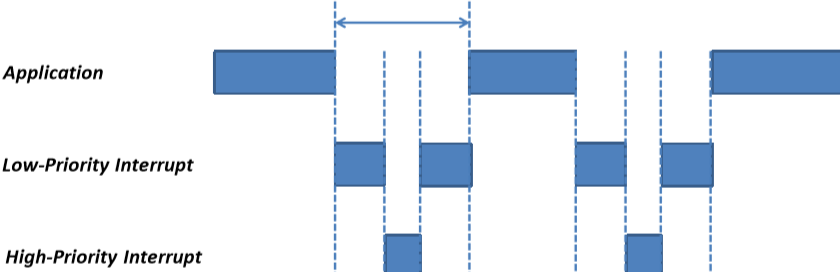 Application
Low-Priority Interrupt
High-Priority Interrupt